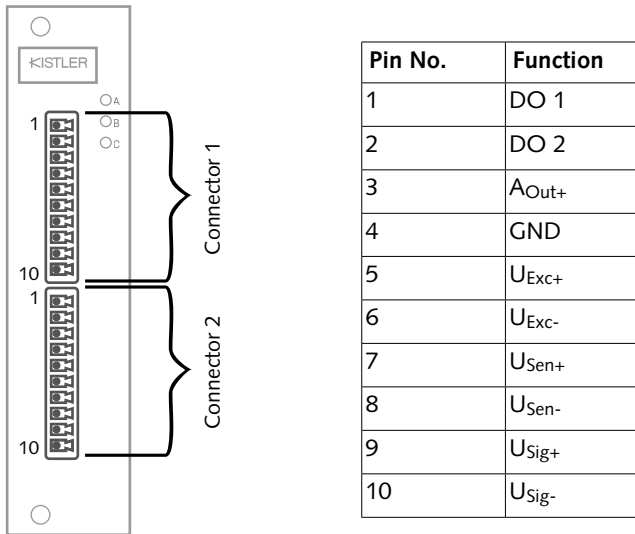 KISTLER
A
B
C
1
10
Connector 1
1
10
Connector 2
Pin No. Function
1 DO 1
2 DO 2
3 AOut+
4 GND
5 UExc+
6 UExc-
7 USen+
8 USen-
9 USig+
10 USig-